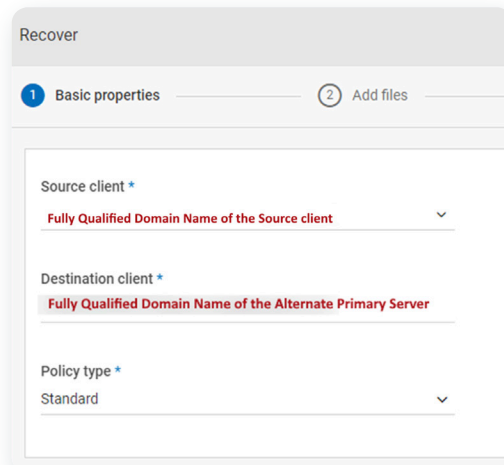 Recover
1 Basic properties 2 Add files
Source client *
Fully Qualified Domain Name of the Source client
Destination client *
Fully Qualified Domain Name of the Alternate Primary Server
Policy type *
Standard